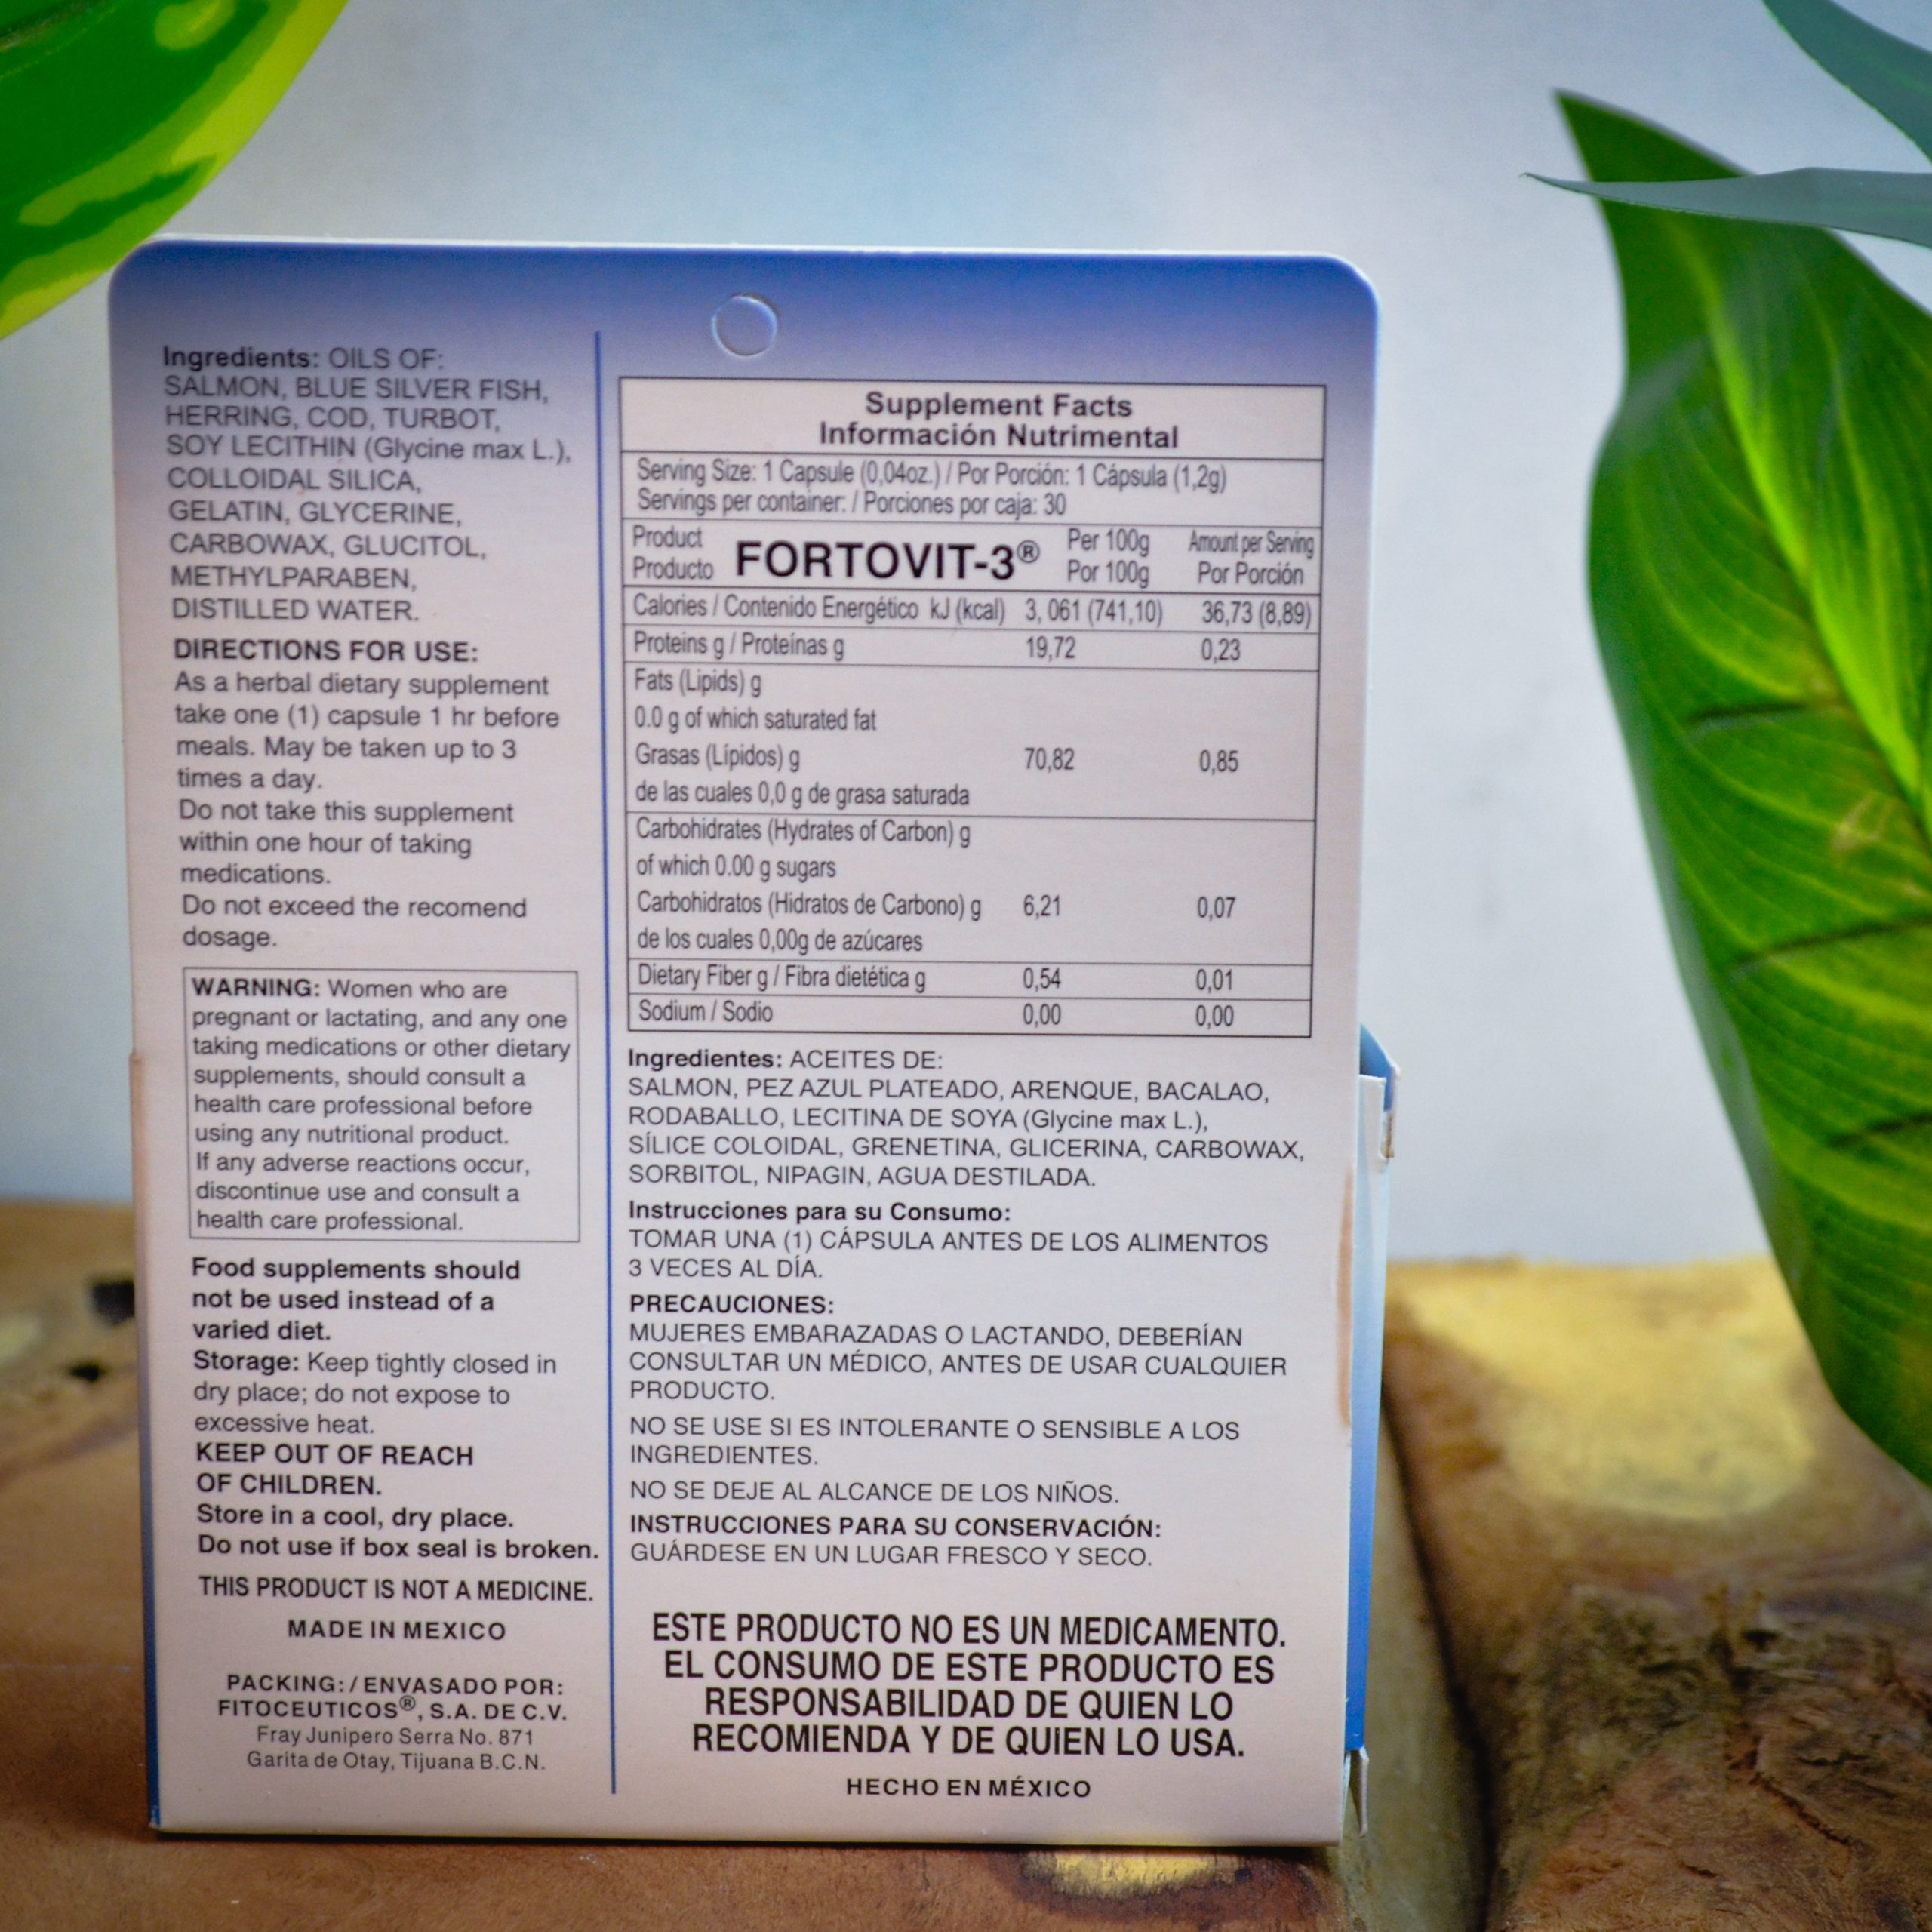 Ingredients: OILS OF:
SALMON, BLUE SILVER FISH,
HERRING, COD, TURBOT,
SOY LECITHIN (Glycine max L.),
COLLOIDAL SILICA,
GELATIN, GLYCERINE,
CARBOWAX, GLUCITOL,
METHYLPARABEN,
DISTILLED WATER.
DIRECTIONS FOR USE:
As a herbal dietary supplement
take one (1) capsule 1 hr before
meals. May be taken up to 3
times a day.
Do not take this supplement
within one hour of taking
medications.
Do not exceed the recomend
dosage.
WARNING: Women who are
pregnant or lactating, and any one
taking medications or other dietary
supplements, should consult a
health care professional before
using any nutritional product.
If any adverse reactions occur,
discontinue use and consult a
health care professional.
Food supplements should
not be used instead of a
varied diet.
Storage: Keep tightly closed in
dry place; do not expose to
excessive heat.
KEEP OUT OF REACH
OF CHILDREN.
Store in a cool, dry place.
Do not use if box seal is broken.
THIS PRODUCT IS NOT A MEDICINE.
MADE IN MEXICO
PACKING: / ENVASADO POR:
FITOCEUTICOS®, S.A. DE C.V.
Fray Junipero Serra No. 871
Garita de Otay, Tijuana B.C.N.
Supplement Facts
Información Nutrimental
Serving Size: 1 Capsule (0,04oz.) / Por Porción: 1 Cápsula (1,2g)
Servings per container: / Porciones por caja: 30
Product
Producto FORTOVIT-3® Per 100g Amount per Serving
Por 100g Por Porción
Calories / Contenido Energético kJ (kcal) 3, 061 (741,10) 36,73 (8,89)
Proteins g / Proteínas g 19,72 0,23
Fats (Lipids) g
0.0 g of which saturated fat
Grasas (Lípidos) g 70,82 0,85
de las cuales 0,0 g de grasa saturada
Carbohidrates (Hydrates of Carbon) g
of which 0.00 g sugars
Carbohidratos (Hidratos de Carbono) g 6,21 0,07
de los cuales 0,00g de azúcares
Dietary Fiber g / Fibra dietética g 0,54 0,01
Sodium / Sodio 0,00 0,00
Ingredientes: ACEITES DE:
SALMON, PEZ AZUL PLATEADO, ARENQUE, BACALAO,
RODABALLO, LECITINA DE SOYA (Glycine max L.),
SÍLICE COLOIDAL, GRENETINA, GLICERINA, CARBOWAX,
SORBITOL, NIPAGIN, AGUA DESTILADA.
Instrucciones para su Consumo:
TOMAR UNA (1) CÁPSULA ANTES DE LOS ALIMENTOS
3 VECES AL DÍA.
PRECAUCIONES:
MUJERES EMBARAZADAS O LACTANDO, DEBERÍAN
CONSULTAR UN MÉDICO, ANTES DE USAR CUALQUIER
PRODUCTO.
NO SE USE SI ES INTOLERANTE O SENSIBLE A LOS
INGREDIENTES.
NO SE DEJE AL ALCANCE DE LOS NIÑOS.
INSTRUCCIONES PARA SU CONSERVACIÓN:
GUÁRDESE EN UN LUGAR FRESCO Y SECO.
ESTE PRODUCTO NO ES UN MEDICAMENTO.
EL CONSUMO DE ESTE PRODUCTO ES
RESPONSABILIDAD DE QUIEN LO
RECOMIENDA Y DE QUIEN LO USA.
HECHO EN MÉXICO